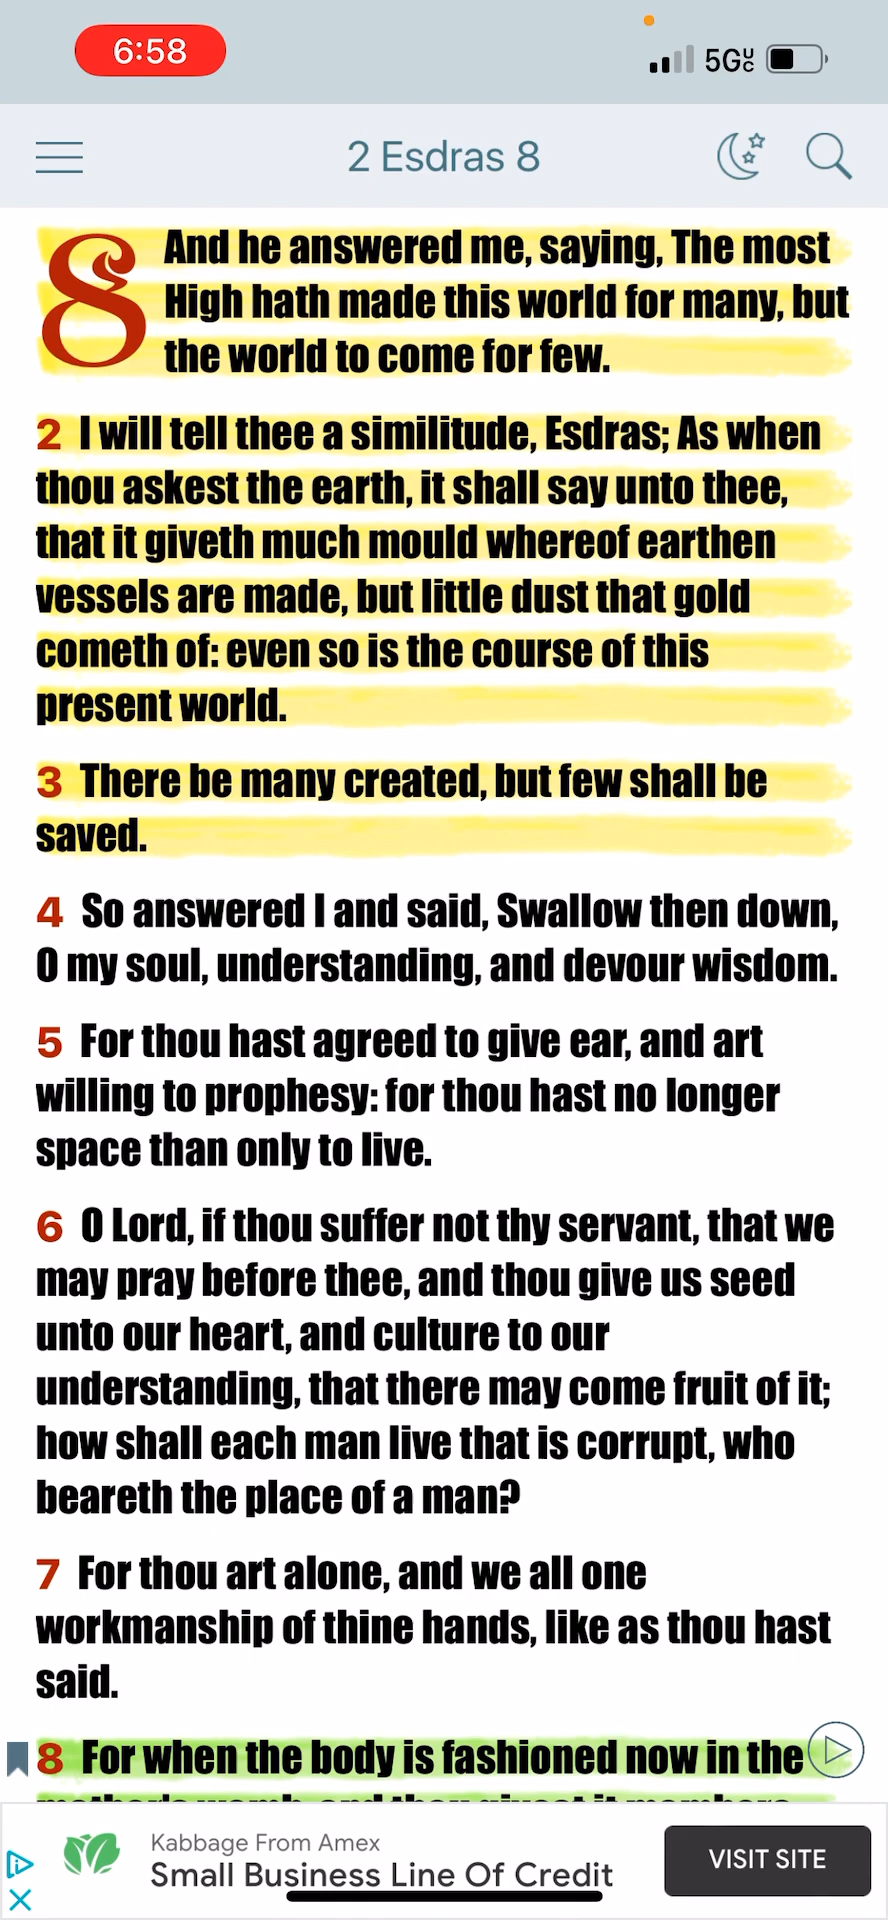 6:58
5GUC
2 Esdras 8
8 And he answered me, saying, The most
High hath made this world for many, but
the world to come for few.
2 I will tell thee a similitude, Esdras; As when
thou askest the earth, it shall say unto thee,
that it giveth much mould whereof earthen
vessels are made, but little dust that gold
cometh of: even so is the course of this
present world.
3 There be many created, but few shall be
saved.
4 So answered I and said, Swallow then down,
O my soul, understanding, and devour wisdom.
5 For thou hast agreed to give ear, and art
willing to prophesy: for thou hast no longer
space than only to live.
6 O Lord, if thou suffer not thy servant, that we
may pray before thee, and thou give us seed
unto our heart, and culture to our
understanding, that there may come fruit of it;
how shall each man live that is corrupt, who
beareth the place of a man?
7 For thou art alone, and we all one
workmanship of thine hands, like as thou hast
said.
8 For when the body is fashioned now in the
mother's womb, and thou givest it members,
Kabbage From Amex
Small Business Line Of Credit
VISIT SITE